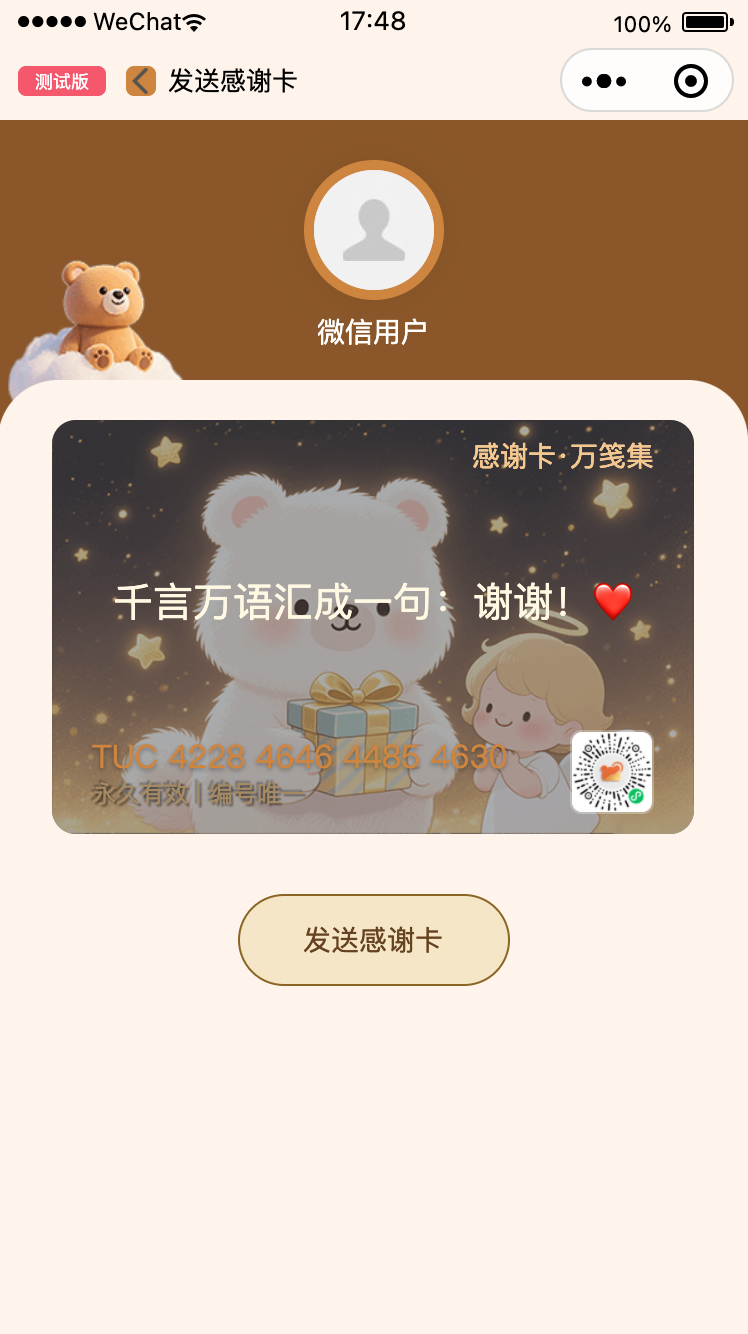 ●●●●● WeChat 17:48 100%
测试版 发送感谢卡
微信用户
感谢卡·万笺集
千言万语汇成一句：谢谢！❤️
TUC 4228 4646 4485 4630
永久有效 | 编号唯一
发送感谢卡